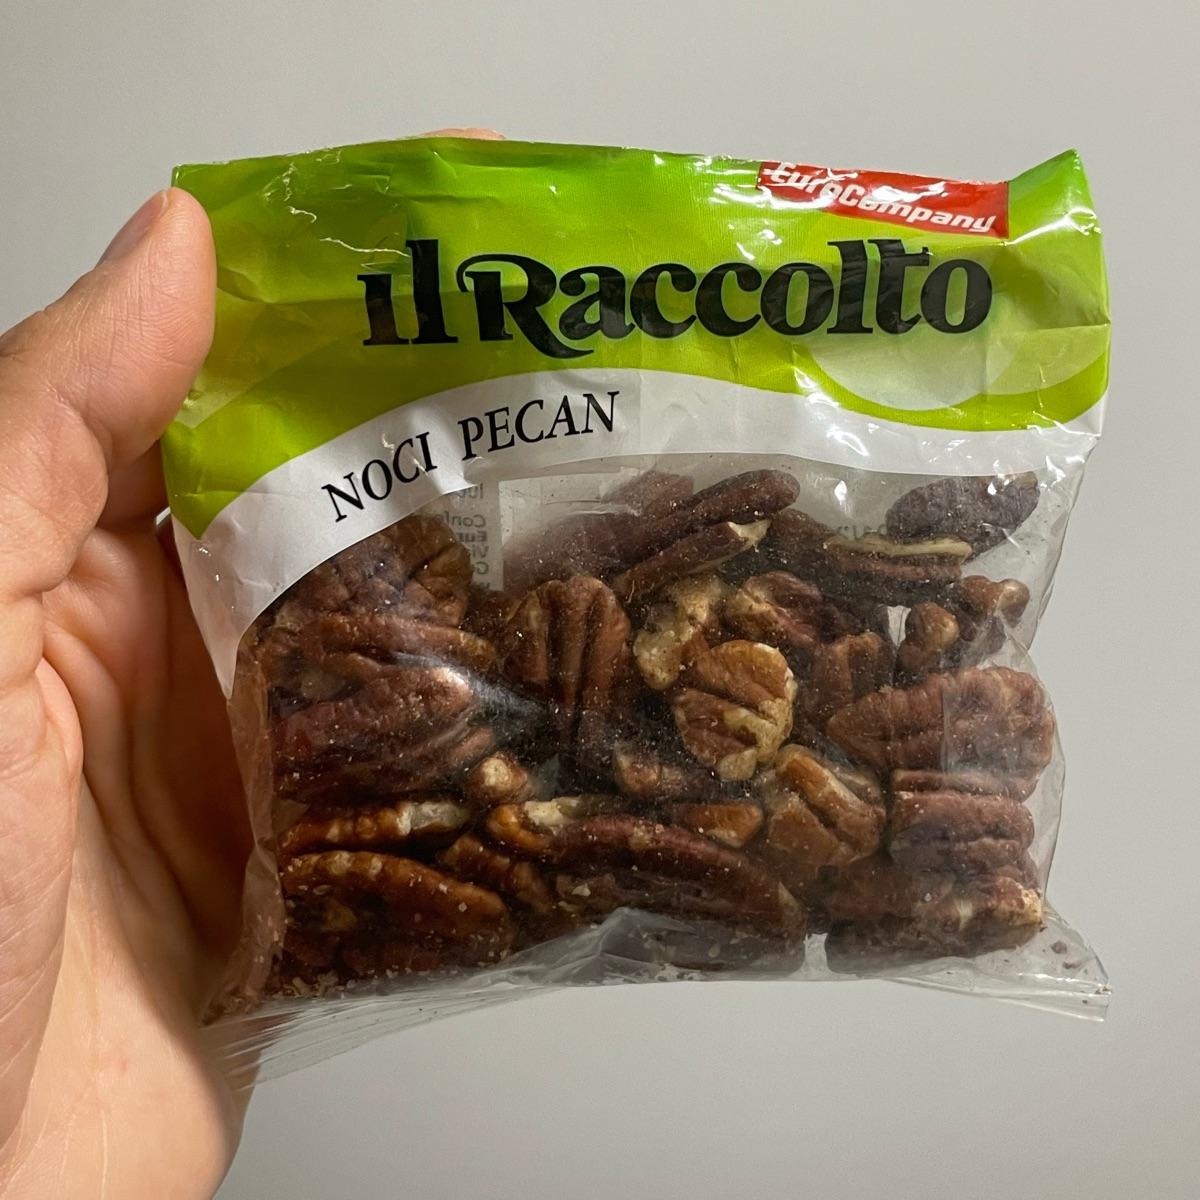 EuroCompany
il Raccolto
NOCI PECAN